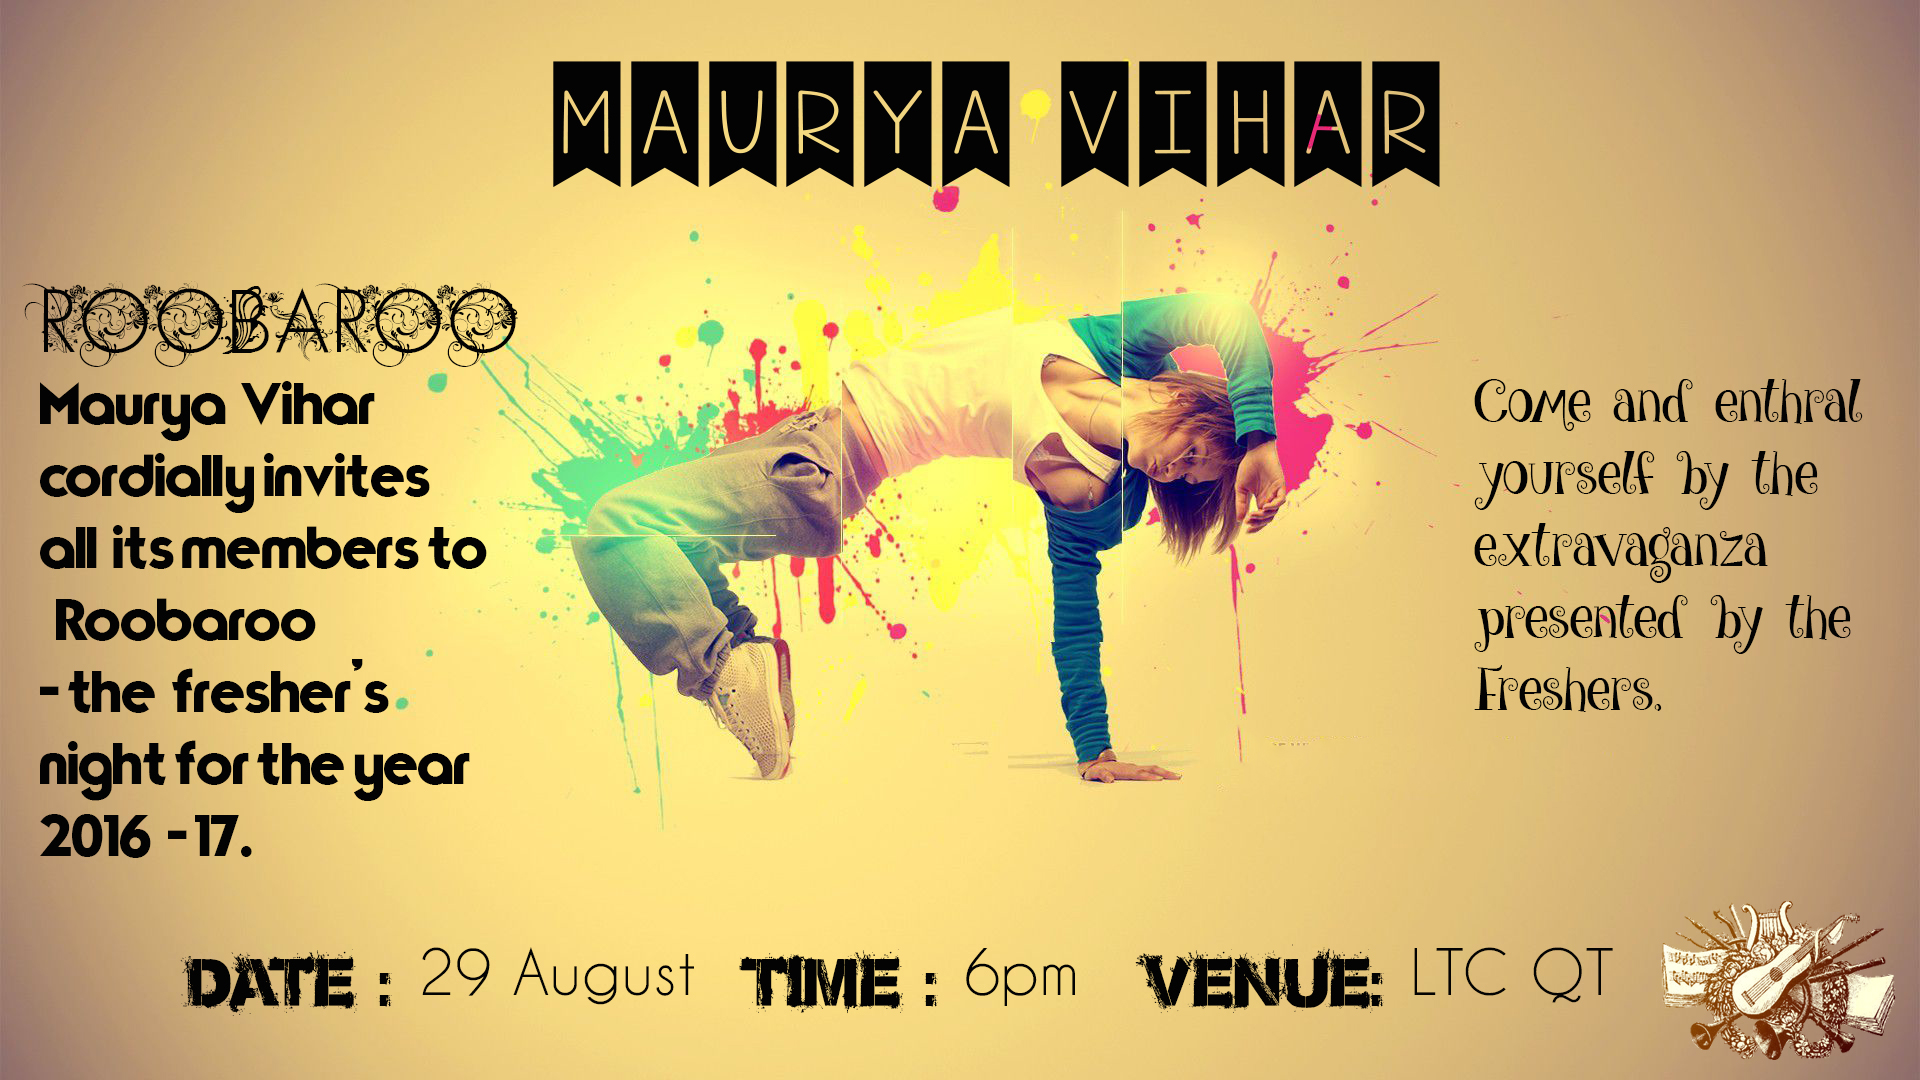 MAURYA VIHAR
ROOBAROO
Maurya Vihar
cordially invites
all its members to
Roobaroo
- the fresher's
night for the year
2016 - 17.
Come and enthral
yourself by the
extravaganza
presented by the
Freshers.
DATE : 29 August TIME : 6pm VENUE: LTC QT